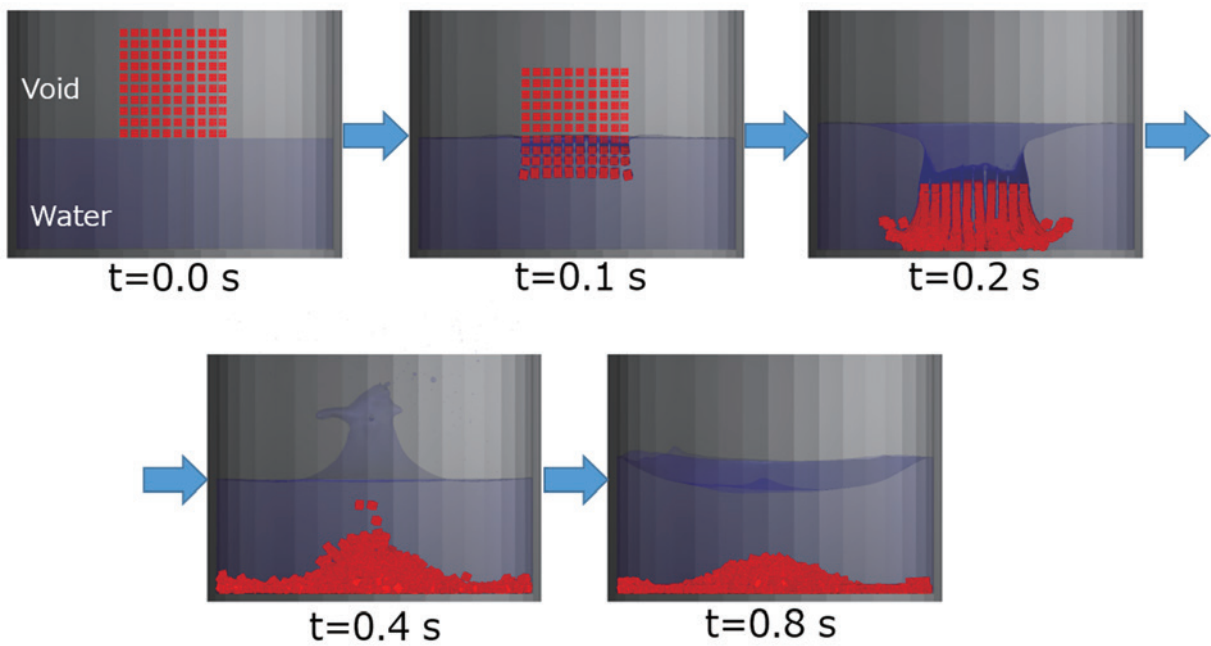 Void
Water
t=0.0 s
t=0.1 s
t=0.2 s
t=0.4 s
t=0.8 s